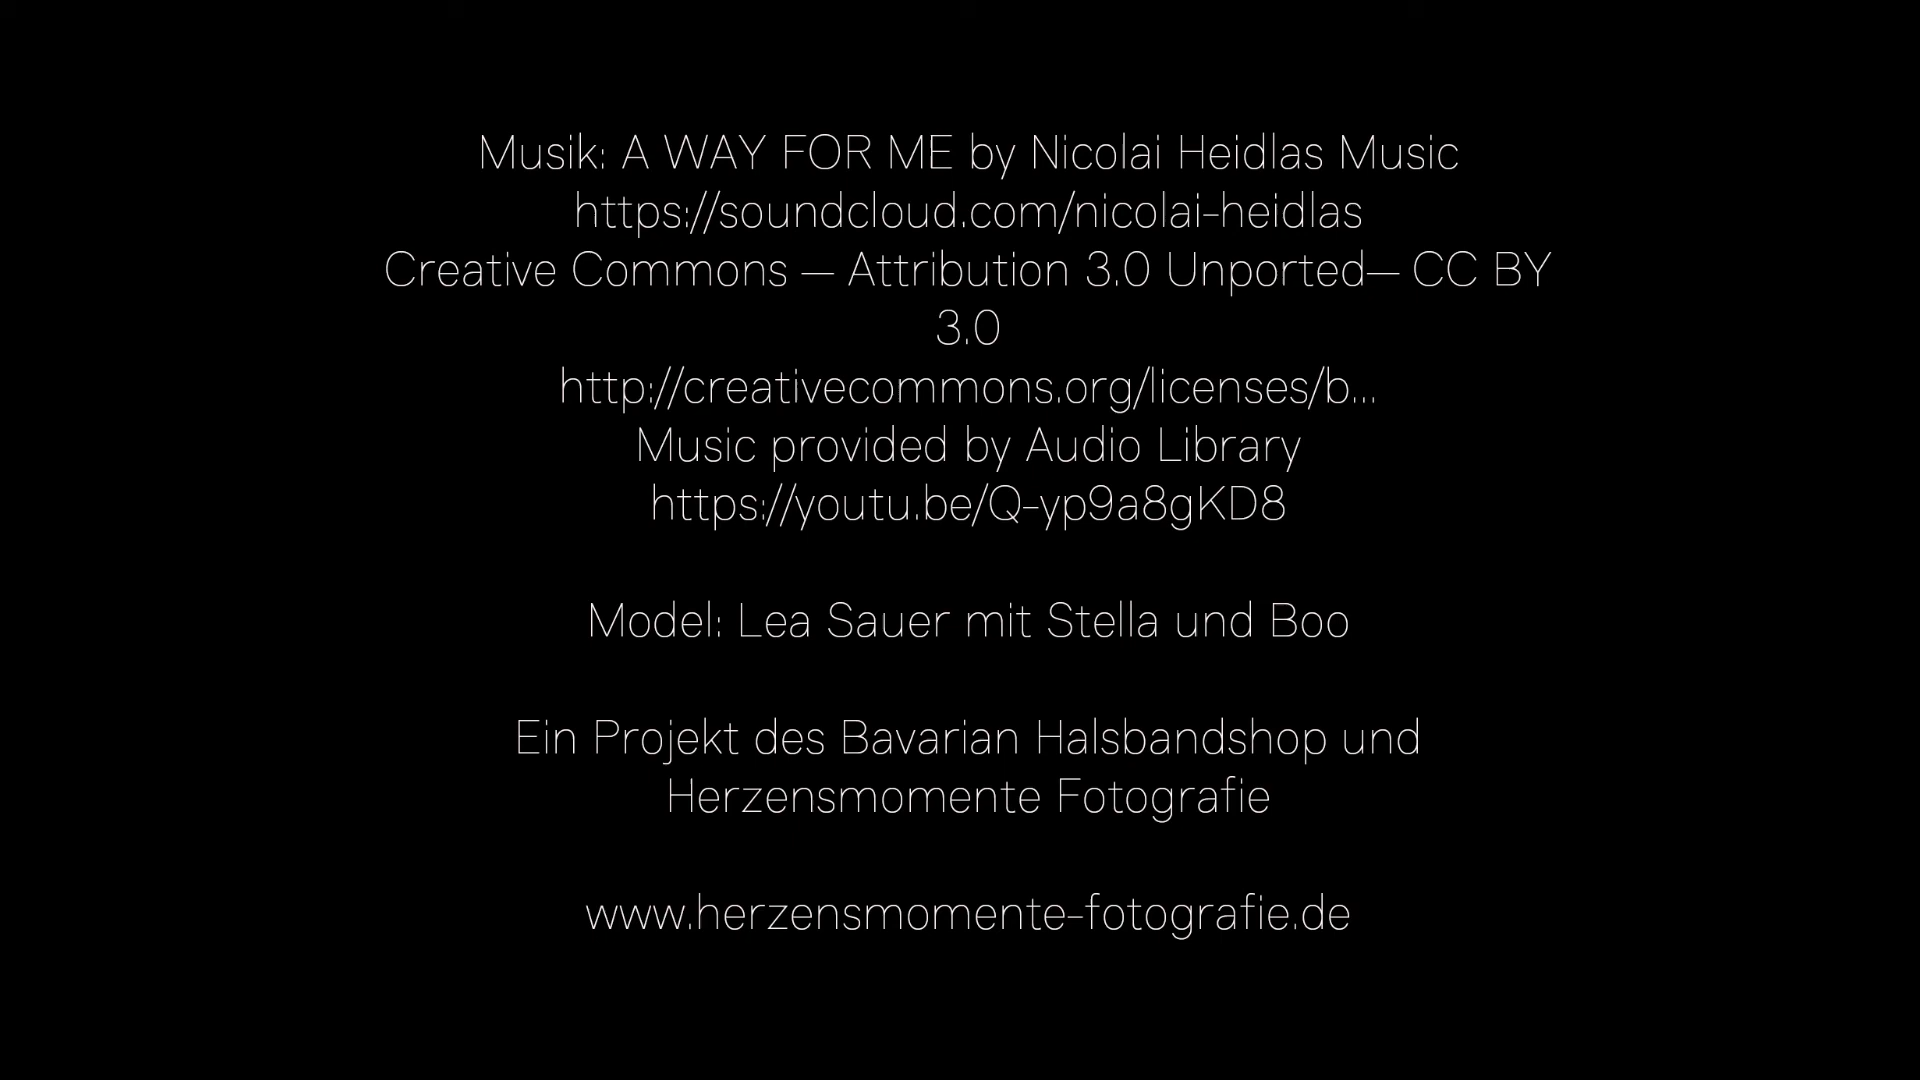 Musik: A WAY FOR ME by Nicolai Heidlas Music
https://soundcloud.com/nicolai-heidlas
Creative Commons — Attribution 3.0 Unported— CC BY
3.0
http://creativecommons.org/licenses/b...
Music provided by Audio Library
https://youtu.be/Q-yp9a8gKD8
Model: Lea Sauer mit Stella und Boo
Ein Projekt des Bavarian Halsbandshop und
Herzensmomente Fotografie
www.herzensmomente-fotografie.de